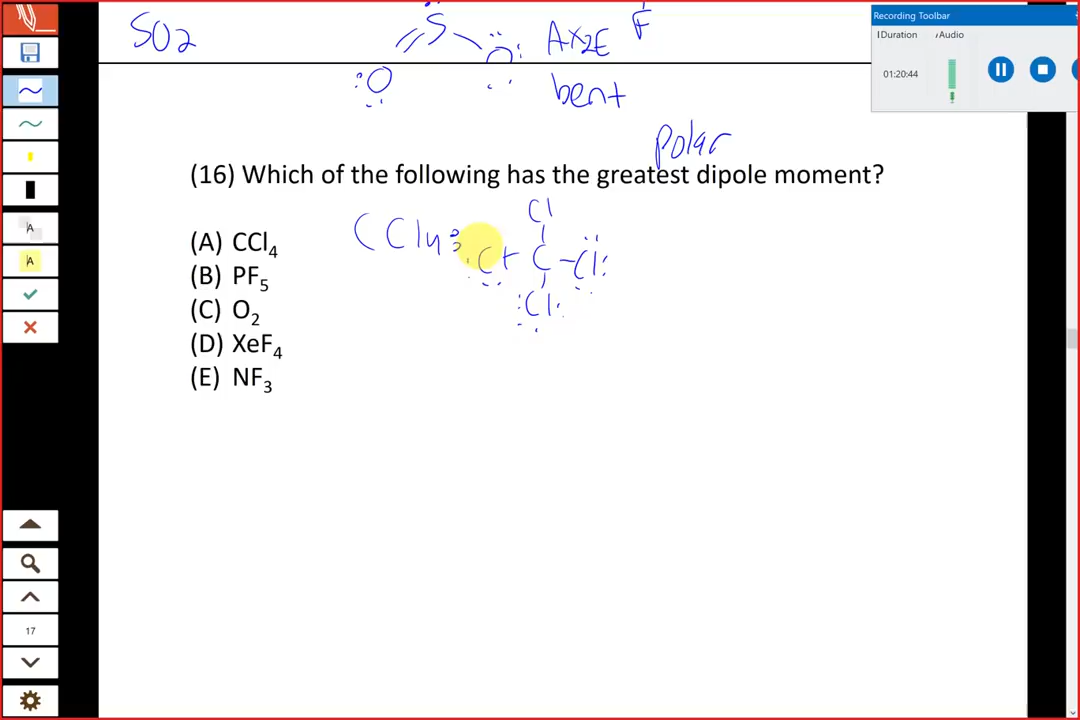 Recording Toolbar
Duration
Audio
01:20:44
SO2
S
O
O
AX2E
F
bent
polar
(16) Which of the following has the greatest dipole moment?
(A) CCl4
(B) PF5
(C) O2
(D) XeF4
(E) NF3
CCl4
Cl
C
Cl
Cl
A
A
17